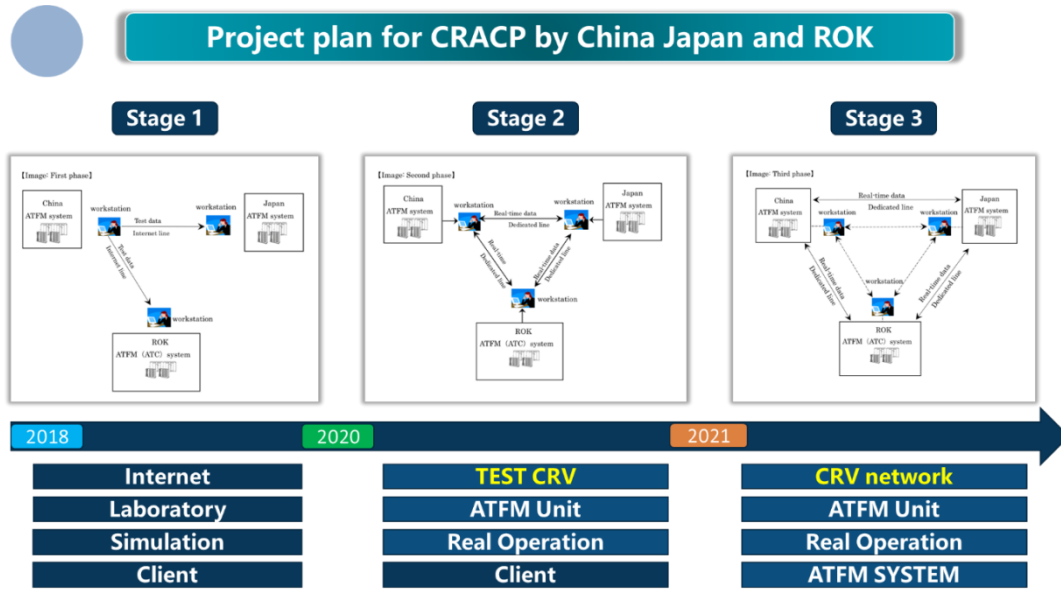 Project plan for CRACP by China Japan and ROK
Stage 1
Stage 2
Stage 3
【Image: First phase】
China
ATFM system
workstation
Test data
Internet line
workstation
Japan
ATFM system
Test data
Internet line
workstation
ROK
ATFM（ATC）system
【Image: Second phase】
China
ATFM system
workstation
Real-time data
Dedicated line
workstation
Japan
ATFM system
Real-time
Dedicated line
Real-time data
Dedicated line
workstation
ROK
ATFM（ATC）system
【Image: Third phase】
China
ATFM system
Real-time data
Dedicated line
workstation
workstation
Japan
ATFM system
Real-time data
Dedicated line
workstation
Real-time data
Dedicated line
ROK
ATFM（ATC）system
2018
2020
2021
Internet
Laboratory
Simulation
Client
TEST CRV
ATFM Unit
Real Operation
Client
CRV network
ATFM Unit
Real Operation
ATFM SYSTEM